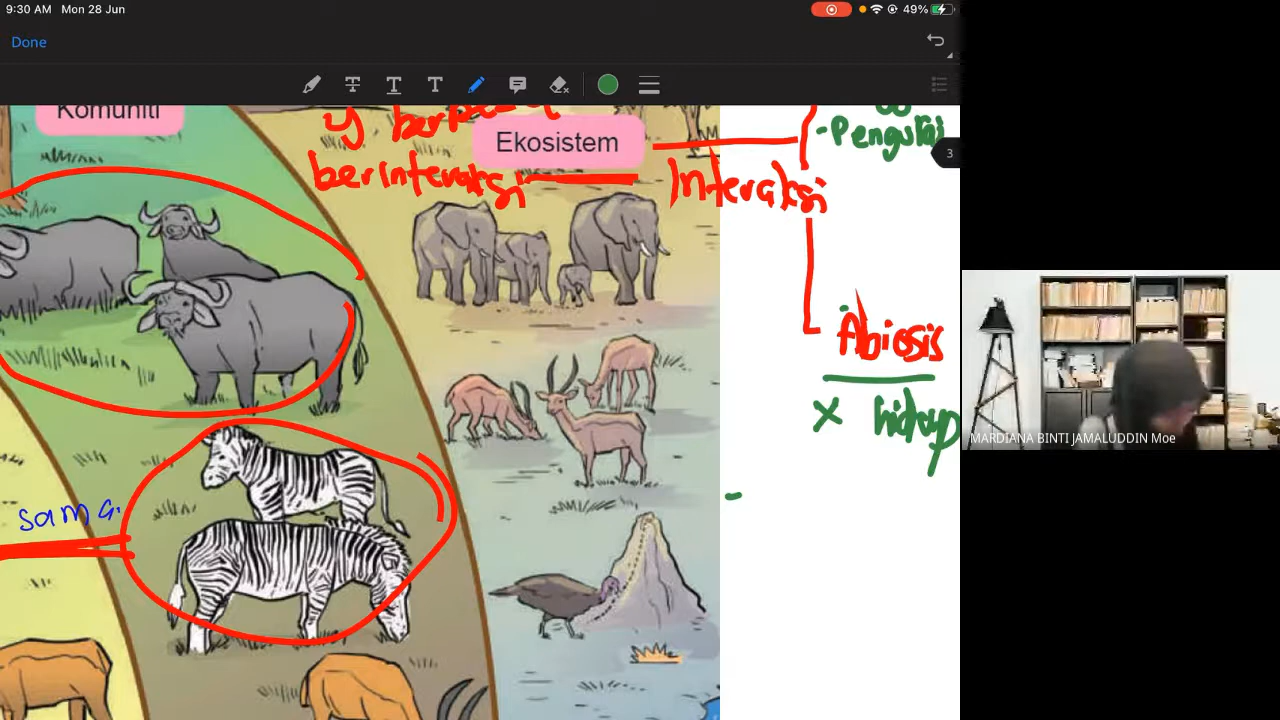 9:30 AM Mon 28 Jun
49%
Done
Komuniti
y
Ekosistem
- Pengurai
berinteraksi
Interaksi
3
Abiosis
x hidup
sama
-
MARDIANA BINTI JAMALUDDIN Moe